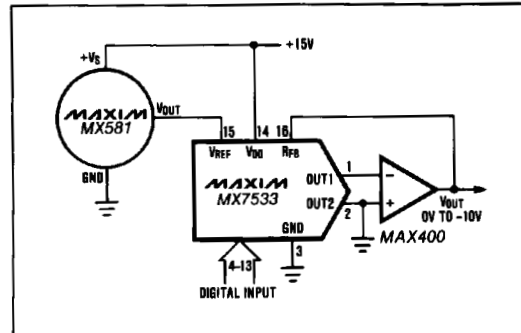 +VS
+15V
MAXIM
MX581
VOUT
GND
15
14
16
VREF
VDD
RFB
MAXIM
MX7533
OUT1
OUT2
GND
1
2
3
4–13
DIGITAL INPUT
−
+
VOUT
0V TO -10V
MAX400